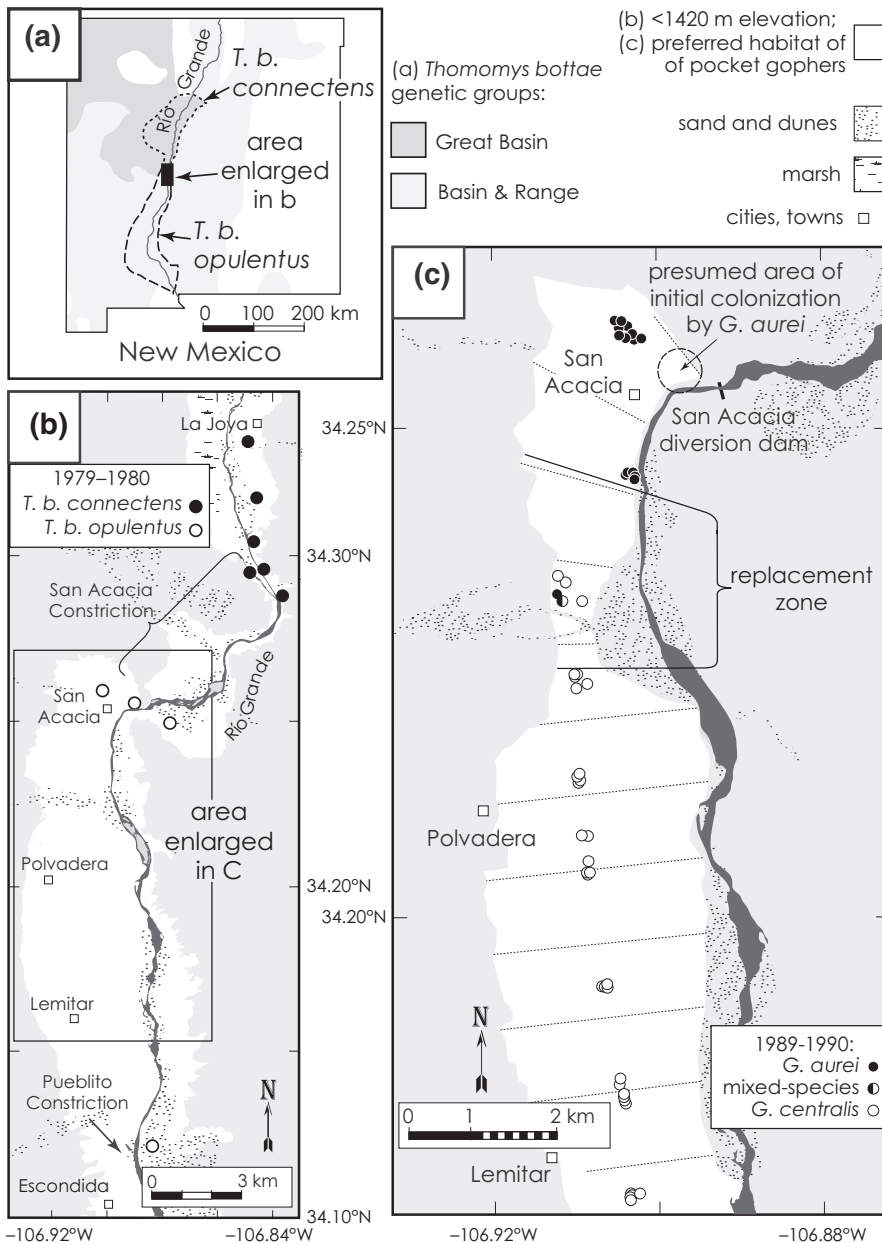 (a)
Río Grande
T. b.
connectens
area
enlarged
in b
T. b.
opulentus
0 100 200 km
New Mexico
(a) Thomomys bottae
genetic groups:
Great Basin
Basin & Range
(b) <1420 m elevation;
(c) preferred habitat of
of pocket gophers
sand and dunes
marsh
cities, towns
(b)
La Joya
1979–1980
T. b. connectens
T. b. opulentus
San Acacia
Constriction
San
Acacia
Río Grande
area
enlarged
in C
Polvadera
Lemitar
Pueblito
Constriction
N
0 3 km
Escondida
34.30°N
34.20°N
34.10°N
–106.92°W
–106.84°W
(c)
presumed area of
initial colonization
by G. aurei
San
Acacia
San Acacia
diversion dam
34.25°N
replacement
zone
Polvadera
34.20°N
N
1989-1990:
G. aurei
mixed-species
G. centralis
0 1 2 km
Lemitar
–106.92°W
–106.88°W